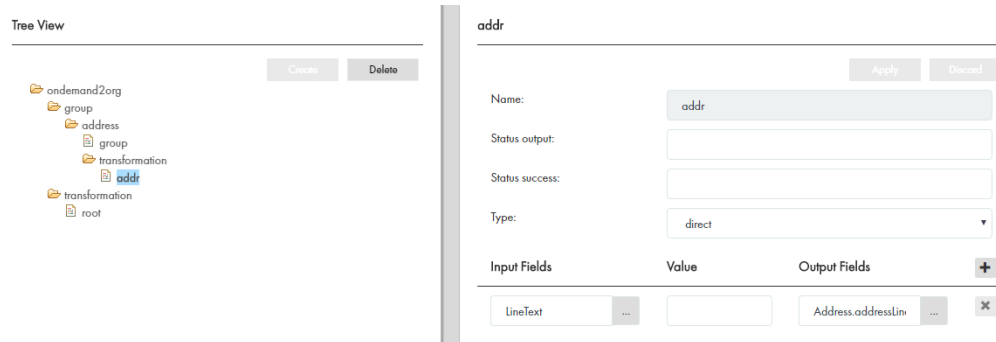 Tree View
Create
Delete
ondemand2org
group
address
group
transformation
addr
transformation
root
addr
Apply
Discard
Name:
addr
Status output:
Status success:
Type:
direct
Input Fields
Value
Output Fields
LineText
...
Address.addressLin
...